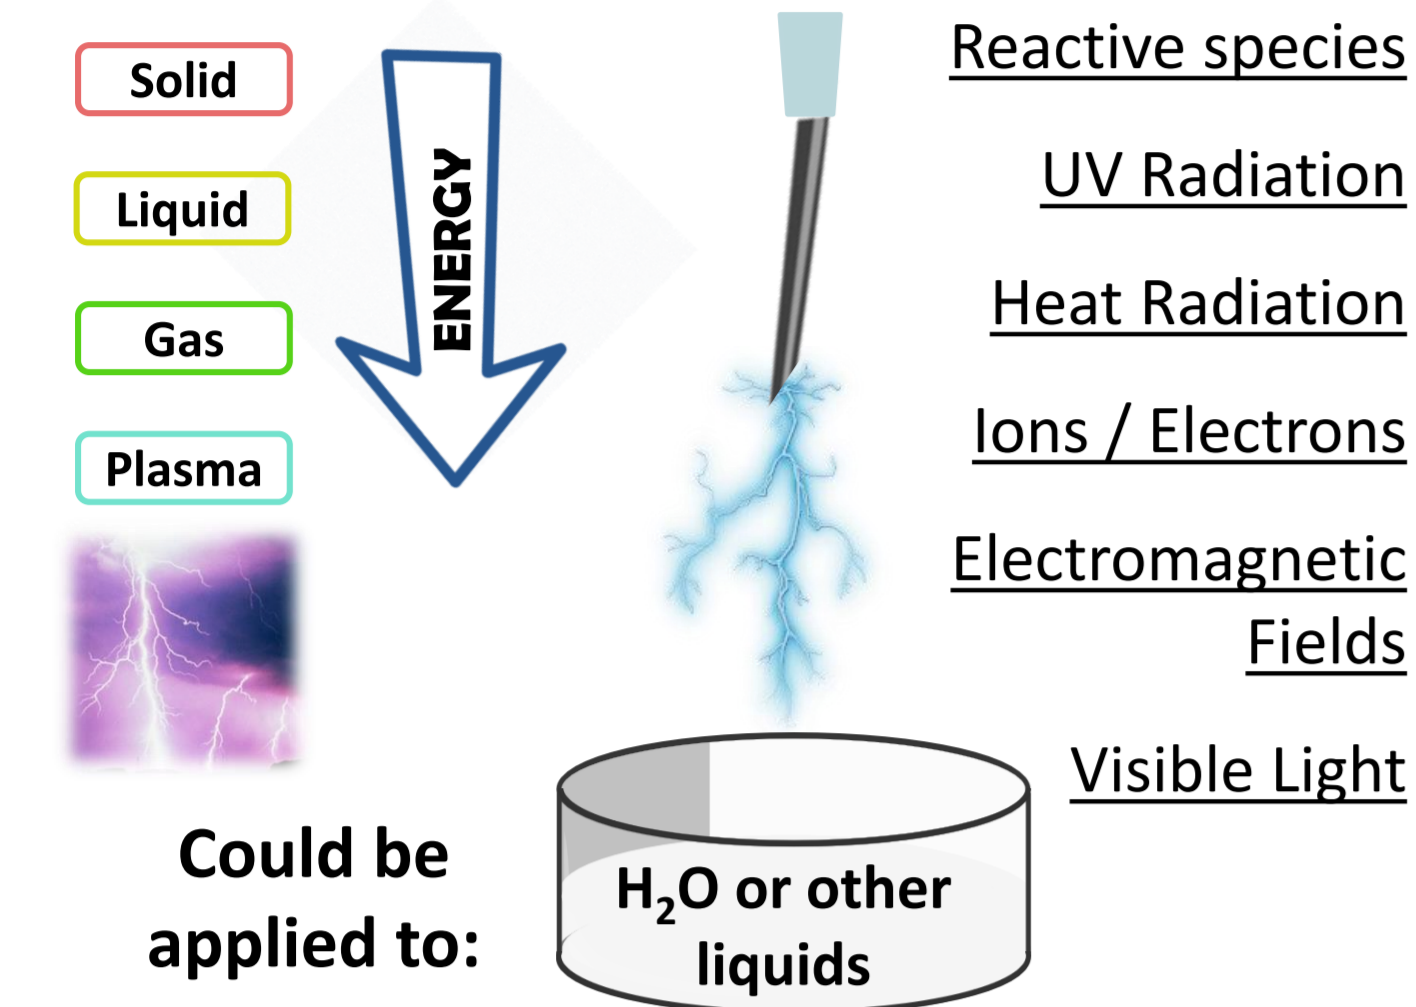 Solid
Liquid
Gas
Plasma
ENERGY
Reactive species
UV Radiation
Heat Radiation
Ions / Electrons
Electromagnetic
Fields
Visible Light
Could be
applied to:
H₂O or other
liquids